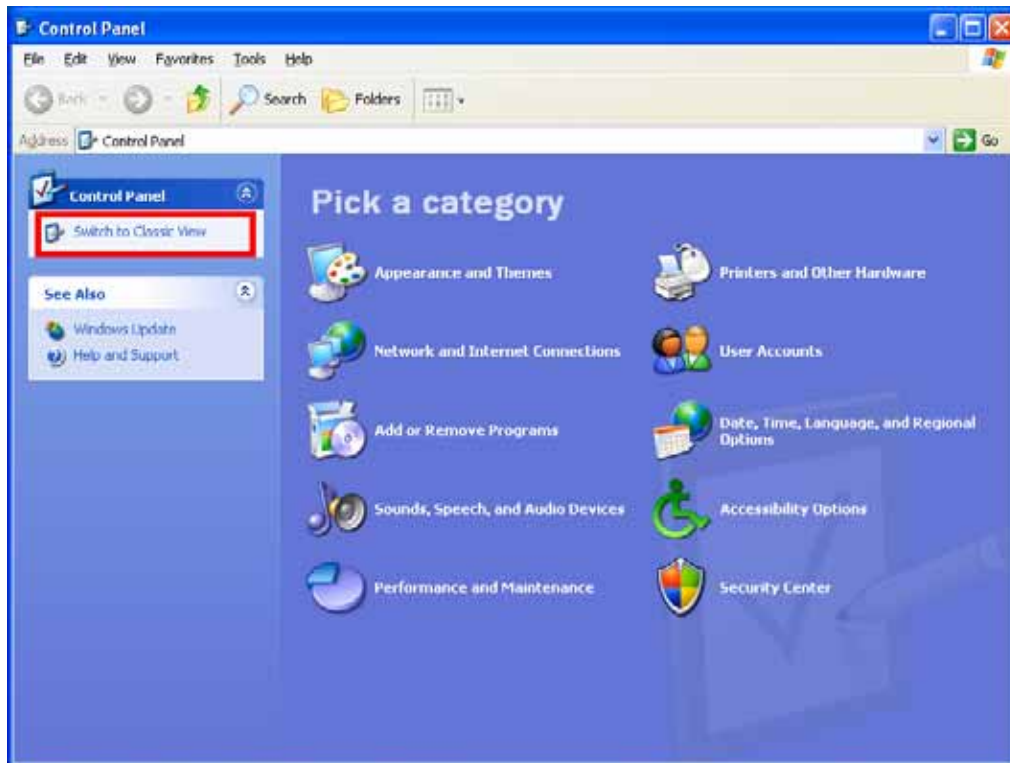 Control Panel
File Edit View Favorites Tools Help
Back Search Folders
Address Control Panel Go
Control Panel
Switch to Classic View
See Also
Windows Update
Help and Support
Pick a category
Appearance and Themes
Printers and Other Hardware
Network and Internet Connections
User Accounts
Add or Remove Programs
Date, Time, Language, and Regional
Options
Sounds, Speech, and Audio Devices
Accessibility Options
Performance and Maintenance
Security Center